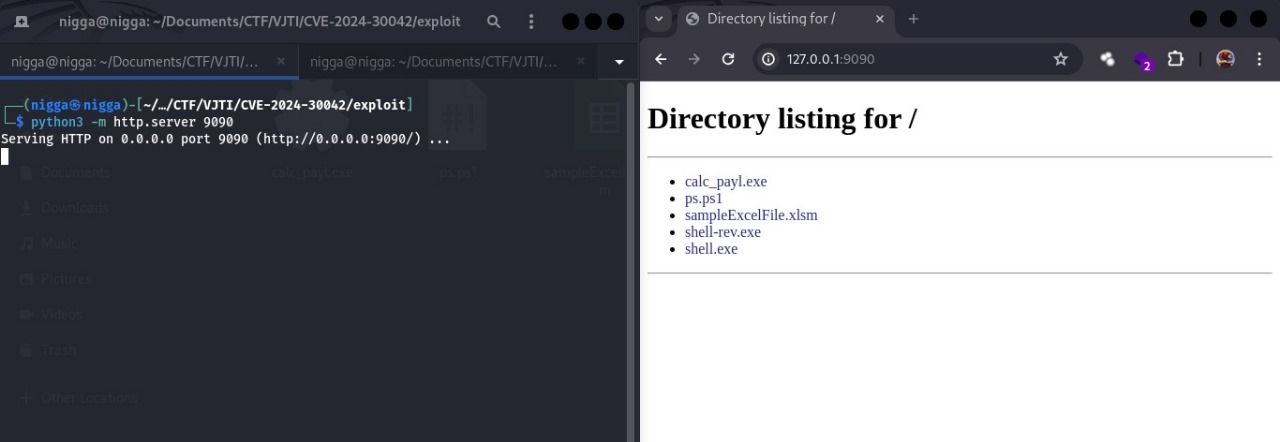 nigga@nigga: ~/Documents/CTF/VJTI/CVE-2024-30042/exploit
nigga@nigga: ~/Documents/CTF/VJTI/...
nigga@nigga: ~/Documents/CTF/VJTI/...
(nigga㉿nigga)-[~/…/CTF/VJTI/CVE-2024-30042/exploit]
$ python3 -m http.server 9090
Serving HTTP on 0.0.0.0 port 9090 (http://0.0.0.0:9090/) ...
calc_payl.exe
ps.ps1
sampleExcelFil
m
Documents
Downloads
Music
Pictures
Videos
Trash
Other Locations
Directory listing for /
127.0.0.1:9090
2
Directory listing for /
calc_payl.exe
ps.ps1
sampleExcelFile.xlsm
shell-rev.exe
shell.exe